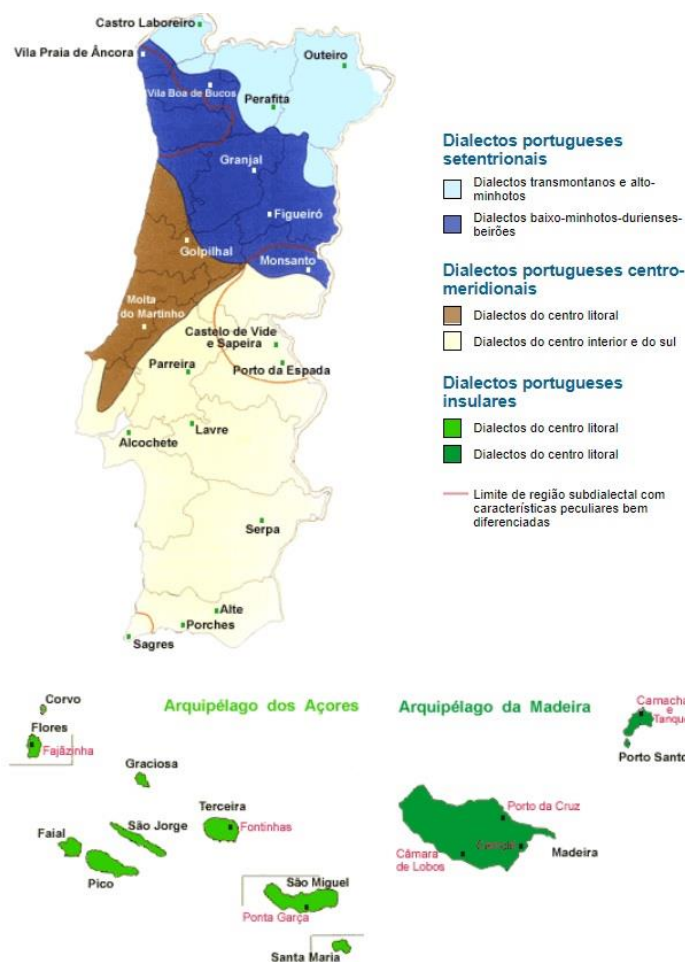 Castro Laboreiro
Vila Praia de Âncora
Outeiro
Vila Boa de Bucos
Perafita
Granjal
Figueiró
Golpilhal
Monsanto
Moita
do Martinho
Castelo de Vide
e Sapeira
Parreira
Porto da Espada
Lavre
Alcochete
Serpa
Alte
Porches
Sagres
Dialectos portugueses
setentrionais
Dialectos transmontanos e alto-
minhotos
Dialectos baixo-minhotos-durienses-
beirões
Dialectos portugueses centro-
meridionais
Dialectos do centro litoral
Dialectos do centro interior e do sul
Dialectos portugueses
insulares
Dialectos do centro litoral
Dialectos do centro litoral
Limite de região subdialectal com
características peculiares bem
diferenciadas
Arquipélago dos Açores
Corvo
Flores
Fajãzinha
Graciosa
Terceira
Fontinhas
São Jorge
Faial
Pico
São Miguel
Ponta Garça
Santa Maria
Arquipélago da Madeira
Camacha
e
Tanque
Porto Santo
Porto da Cruz
Câmara
de Lobos
Madeira